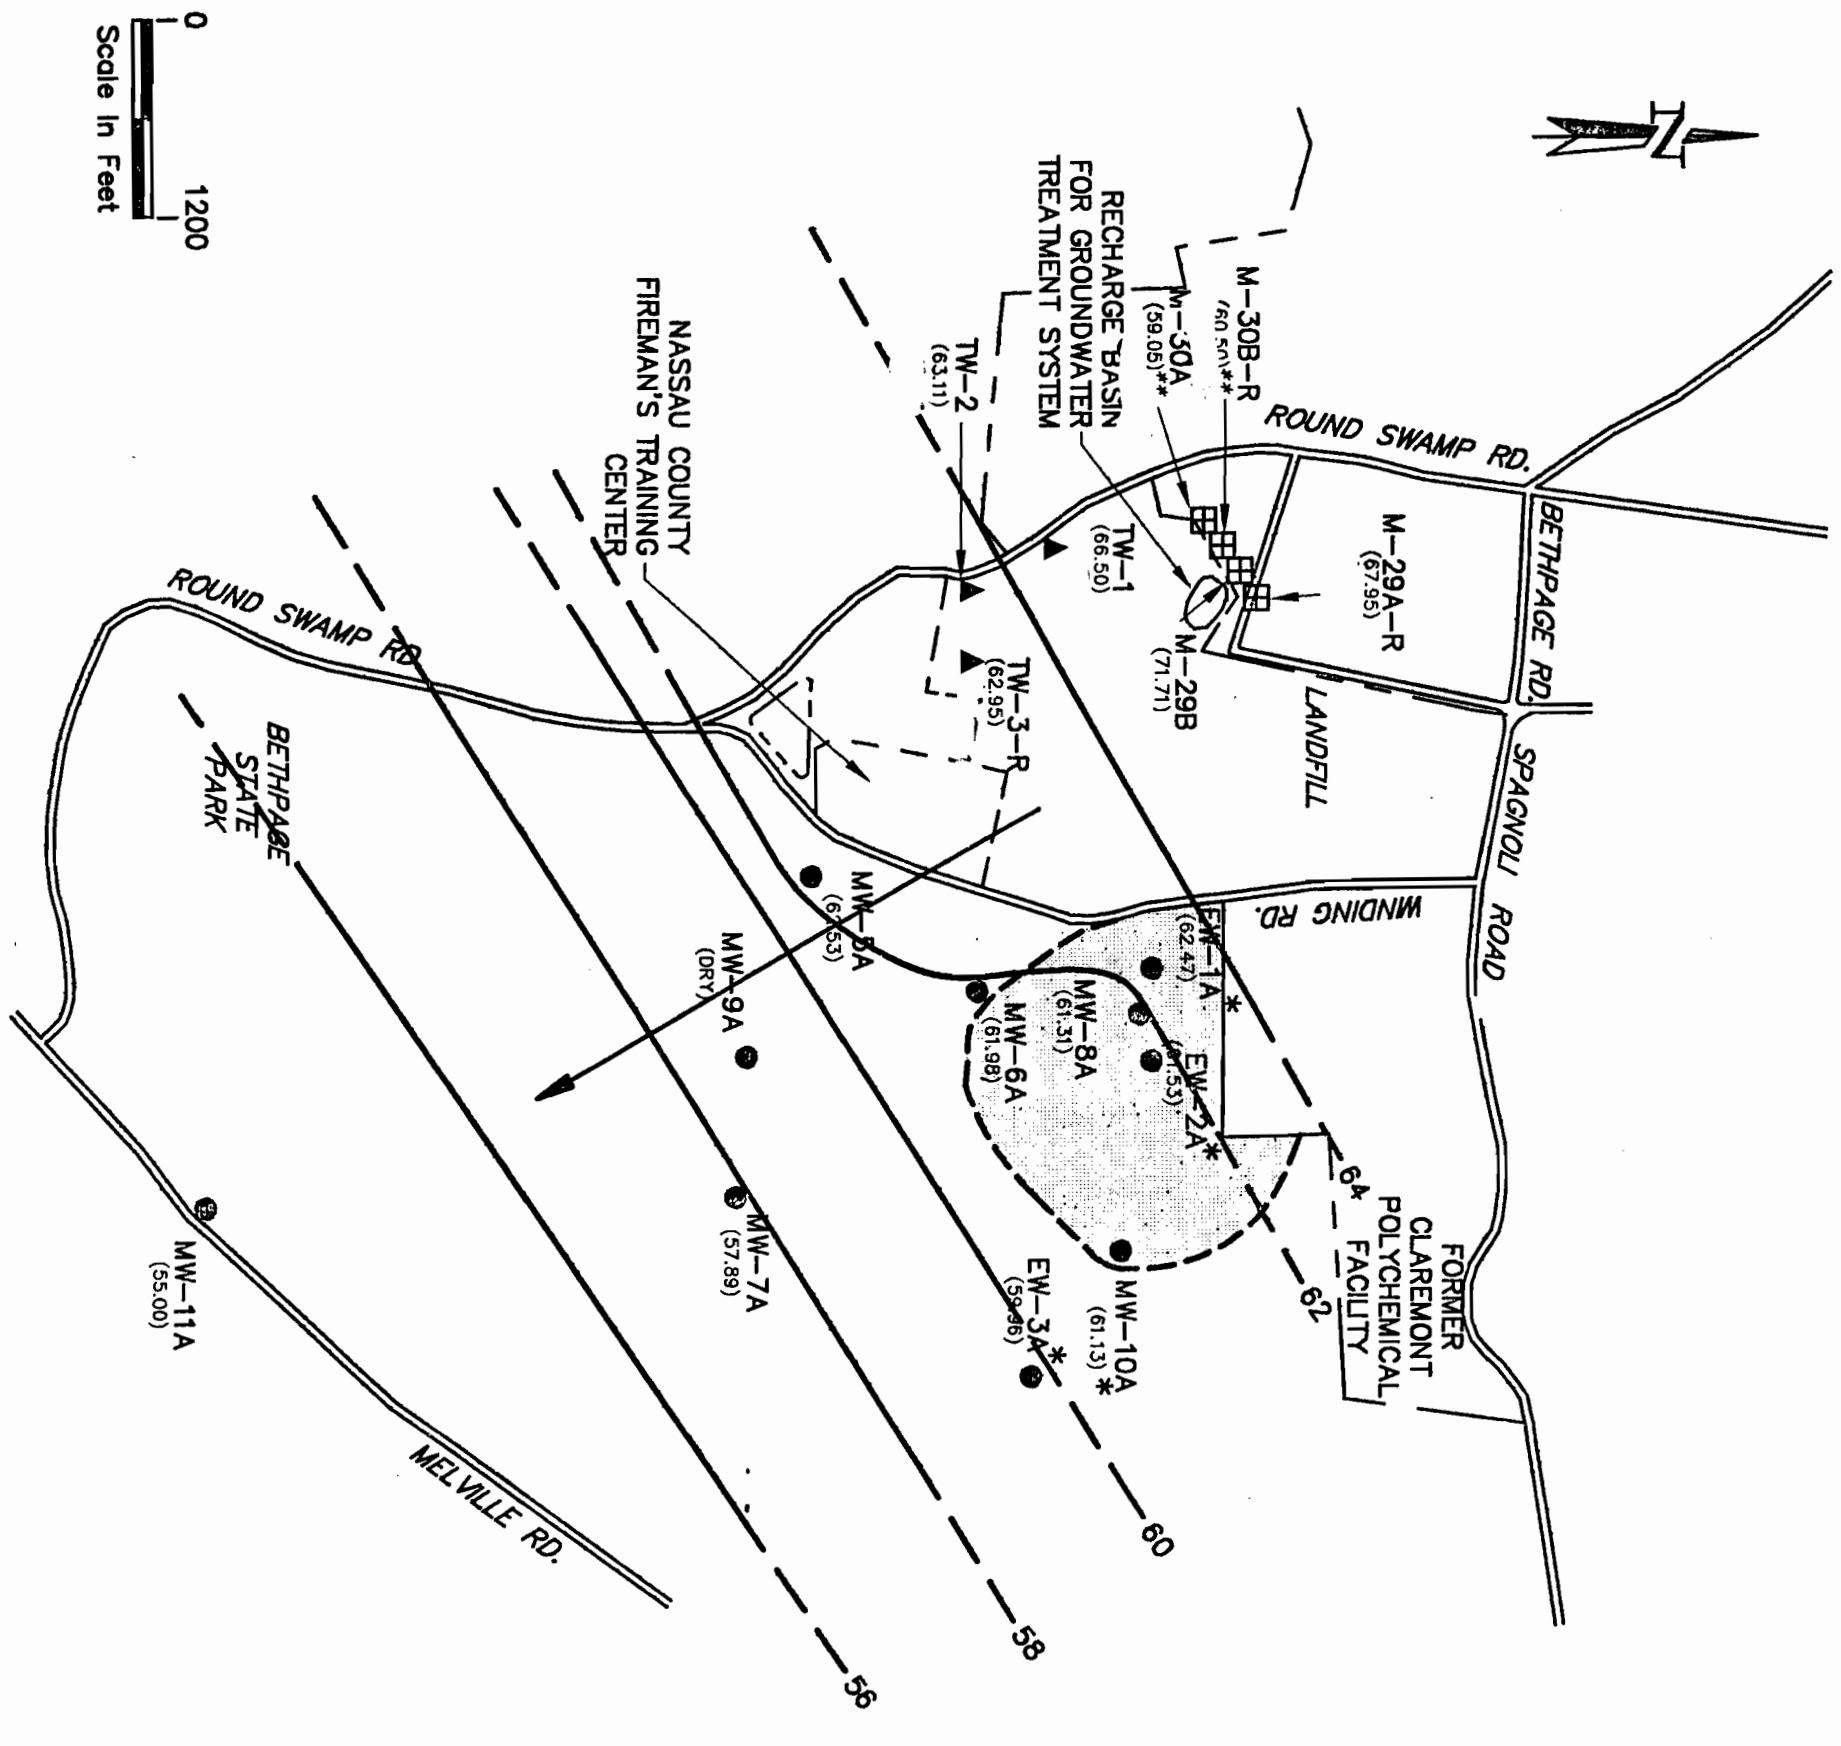 N
0
1200
Scale In Feet
BETHPAGE RD.
SPAGNOLI ROAD
ROUND SWAMP RD.
M-29A-R
(67.95)
LANDFILL
FORMER
CLAREMONT
POLYCHEMICAL
FACILITY
WINDING RD.
M-30B-R
M-30A
(59.05)**
RECHARGE BASIN
FOR GROUNDWATER
TREATMENT SYSTEM
M-29B
(71.71)
TW-1
(66.50)
TW-2
(63.11)
TW-3-R
(62.95)
EW-1A *
(62.47)
EW-2A *
MW-8A
(61.31)
MW-6A
(61.98)
MW-10A
(61.13) *
EW-3A *
MW-5A
MW-9A
(DRY)
MW-7A
(57.89)
MW-11A
(55.00)
NASSAU COUNTY
FIREMAN'S TRAINING
CENTER
ROUND SWAMP RD
BETHPAGE
STATE
PARK
MELVILLE RD.
64
62
60
58
56